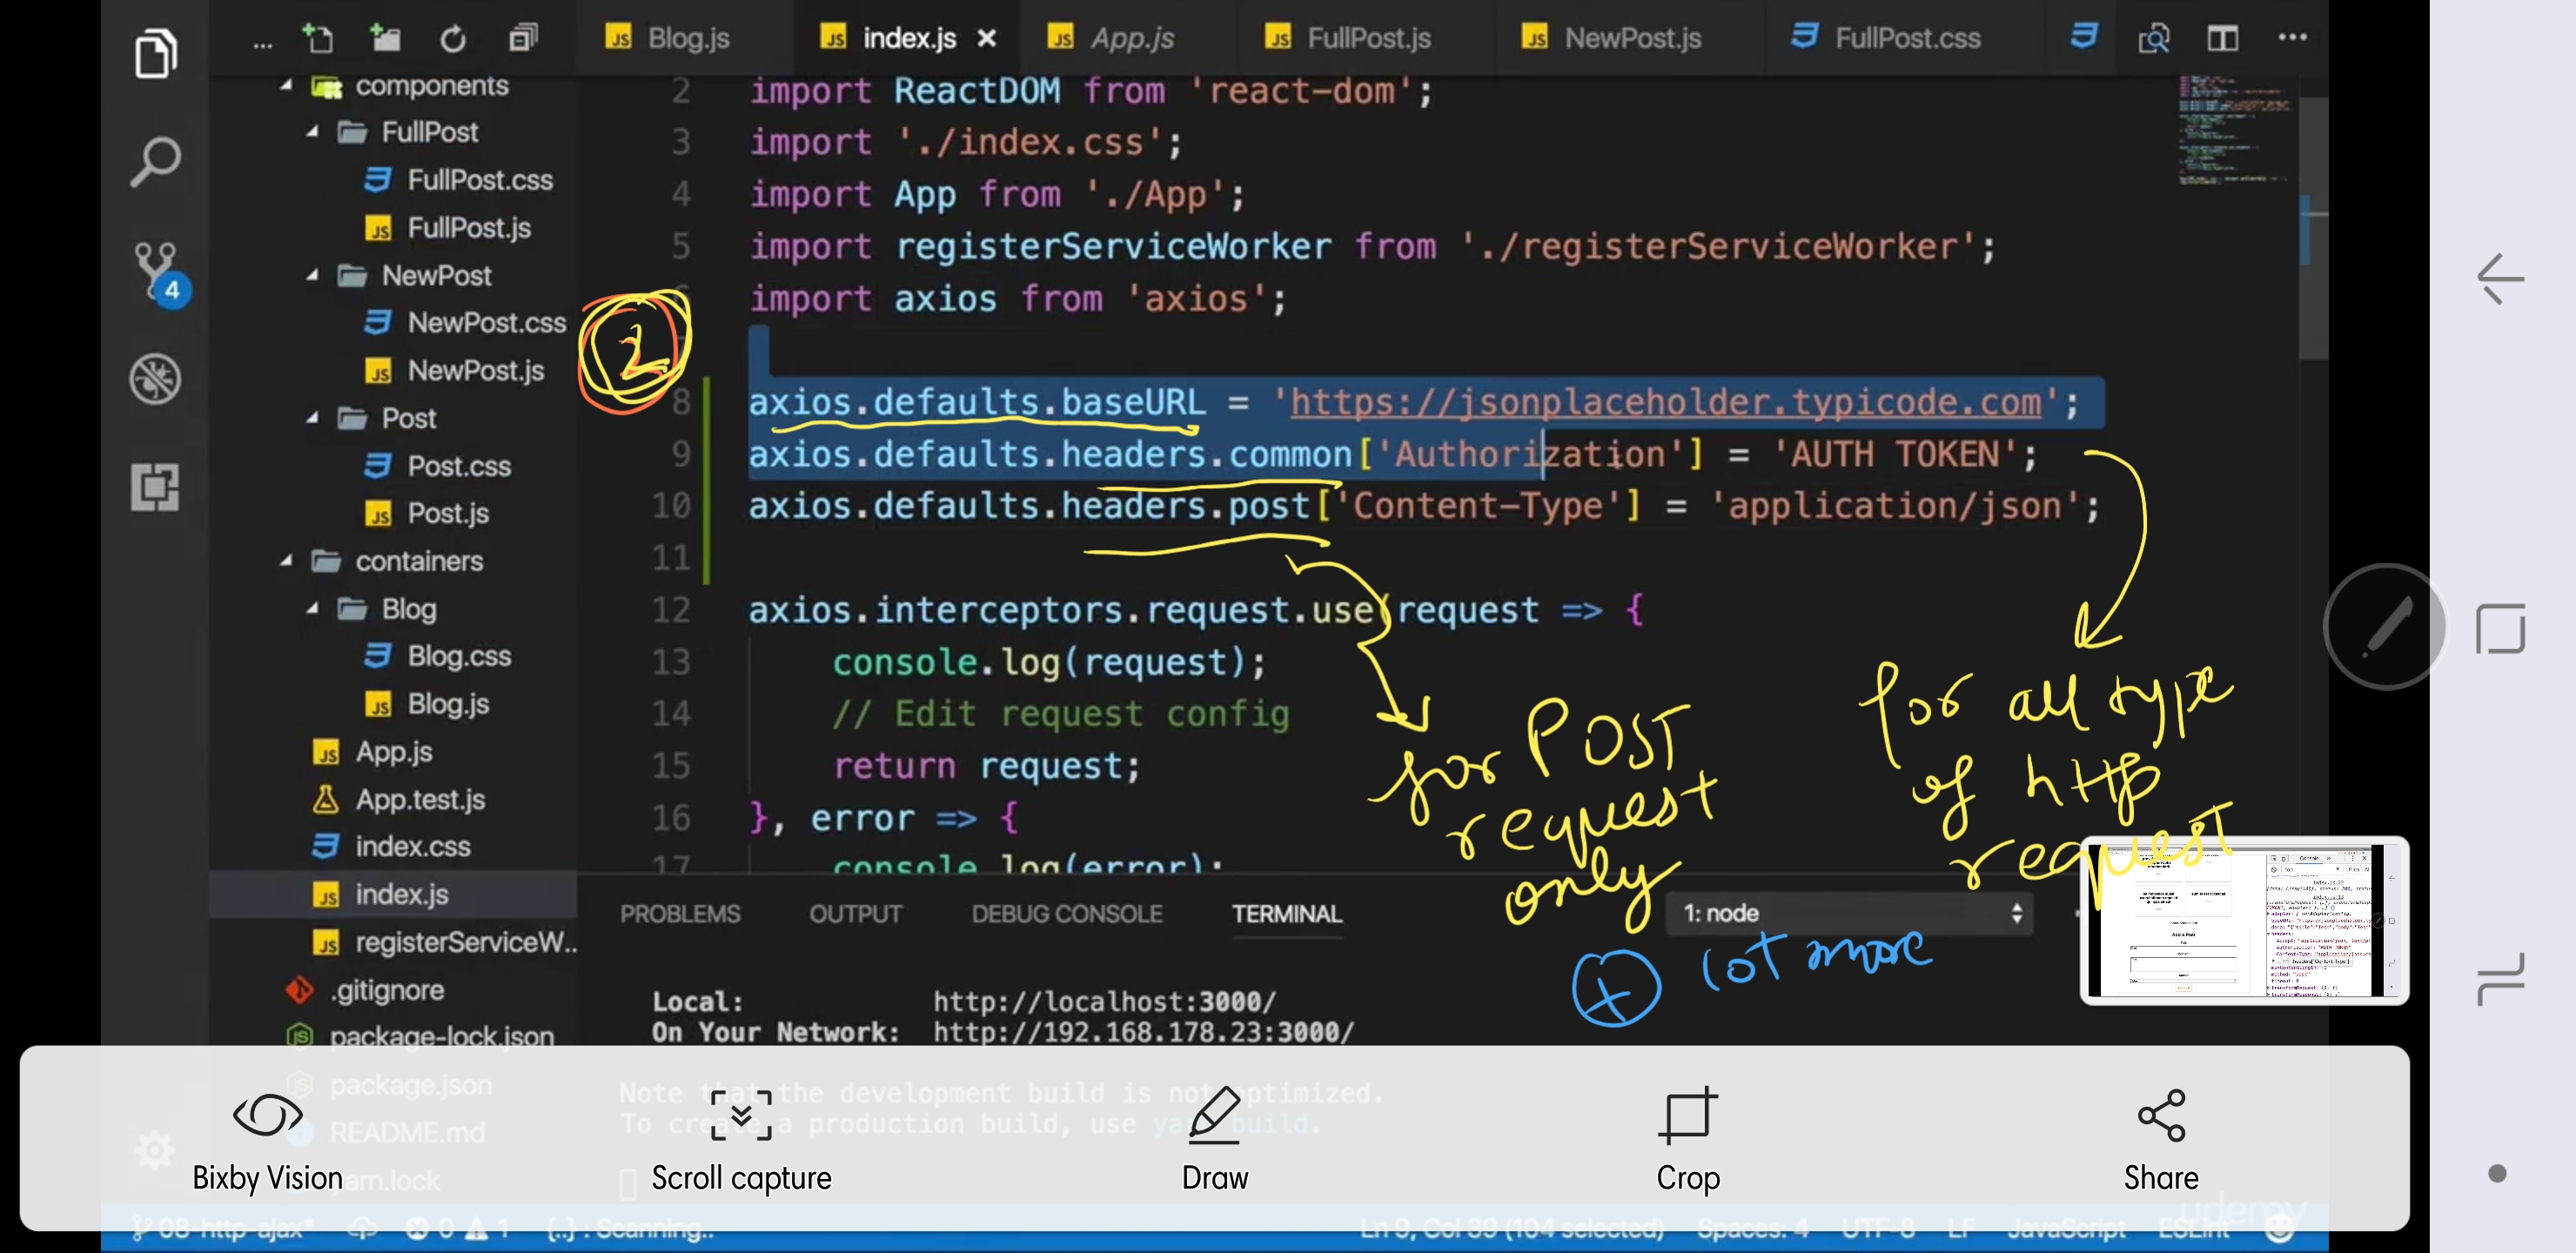 Blog.js
index.js
App.js
FullPost.js
NewPost.js
FullPost.css
components
FullPost
FullPost.css
FullPost.js
NewPost
NewPost.css
NewPost.js
Post
Post.css
Post.js
containers
Blog
Blog.css
Blog.js
App.js
App.test.js
index.css
index.js
registerServiceW..
.gitignore
package-lock.json
package.json
README.md
yarn.lock
4
2
2 import ReactDOM from 'react-dom';
3 import './index.css';
4 import App from './App';
5 import registerServiceWorker from './registerServiceWorker';
6 import axios from 'axios';
8 axios.defaults.baseURL = 'https://jsonplaceholder.typicode.com';
9 axios.defaults.headers.common['Authorization'] = 'AUTH TOKEN';
10 axios.defaults.headers.post['Content-Type'] = 'application/json';
11
12 axios.interceptors.request.use(request => {
13 console.log(request);
14 // Edit request config
15 return request;
16 }, error => {
17 console.log(error);
for POST
request
only
for all type
of http
request
+ lot more
PROBLEMS OUTPUT DEBUG CONSOLE TERMINAL 1: node
Local: http://localhost:3000/
On Your Network: http://192.168.178.23:3000/
Note that the development build is not optimized.
To create a production build, use yarn build.
Bixby Vision
Scroll capture
Draw
Crop
Share
udemy
08-http-ajax* 0 1 {..} : Scanning.. Ln 9, Col 39 (104 selected) Spaces: 4 UTF-8 LF JavaScript ESLint